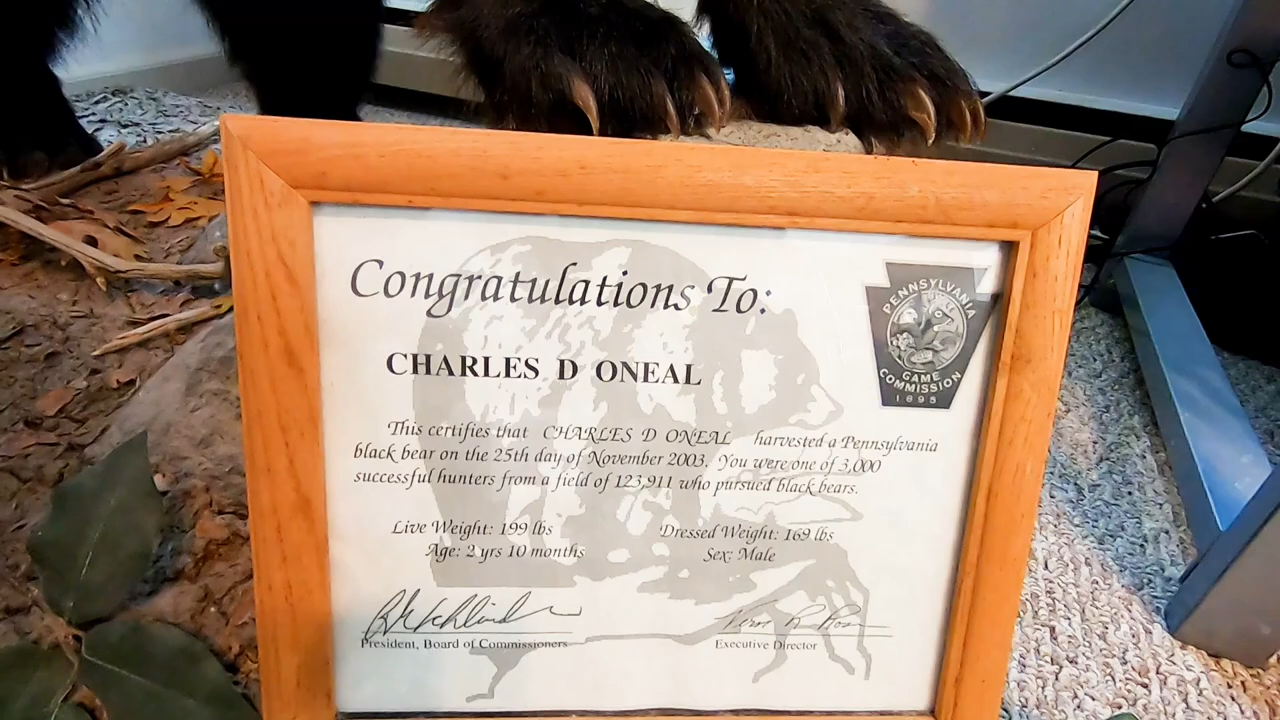 Congratulations To:
PENNSYLVANIA
GAME
COMMISSION
1895
CHARLES D ONEAL
This certifies that CHARLES D ONEAL harvested a Pennsylvania
black bear on the 25th day of November 2003. You were one of 3,000
successful hunters from a field of 123,911 who pursued black bears.
Live Weight: 199 lbs Dressed Weight: 169 lbs
Age: 2 yrs 10 months Sex: Male
President, Board of Commissioners Executive Director